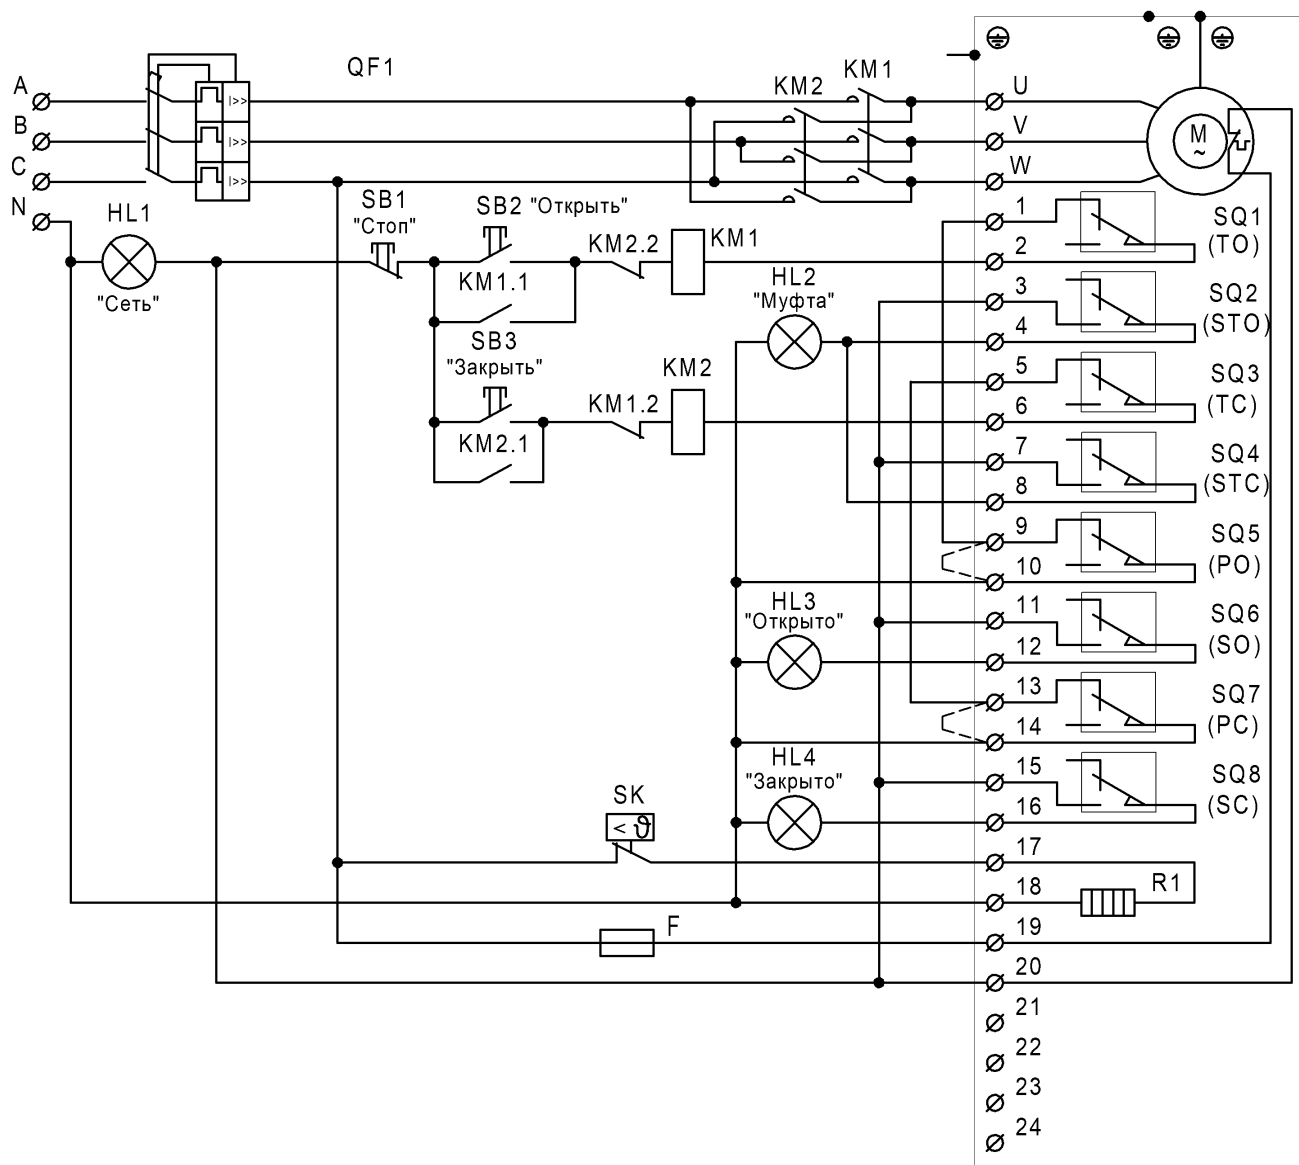 QF1
KM2
KM1
A
B
C
N
U
V
W
I>>
I>>
I>>
M
~
HL1
"Сеть"
SB1
"Стоп"
SB2 "Открыть"
KM2.2
KM1
KM1.1
SB3
"Закрыть"
KM1.2
KM2
KM2.1
HL2
"Муфта"
HL3
"Открыто"
HL4
"Закрыто"
SK
< ϑ
F
R1
1
2
3
4
5
6
7
8
9
10
11
12
13
14
15
16
17
18
19
20
21
22
23
24
SQ1
(TO)
SQ2
(STO)
SQ3
(TC)
SQ4
(STC)
SQ5
(PO)
SQ6
(SO)
SQ7
(PC)
SQ8
(SC)